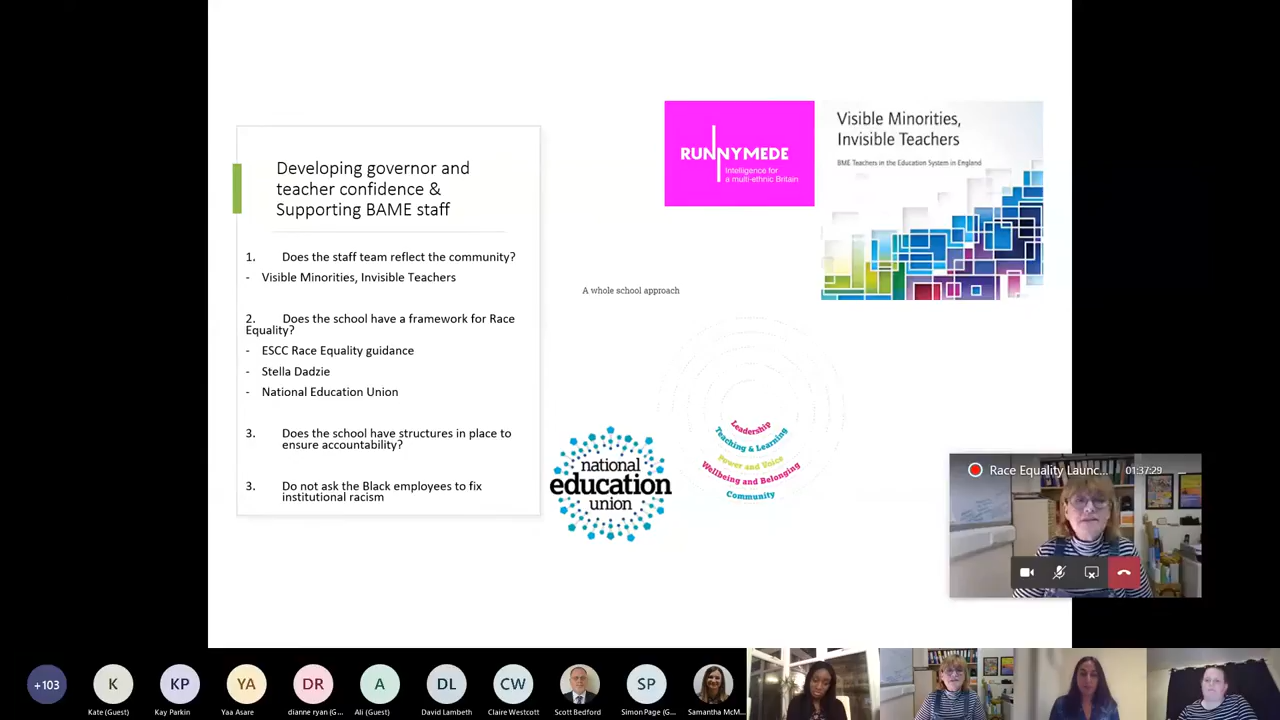 Developing governor and
teacher confidence &
Supporting BAME staff
1. Does the staff team reflect the community?
- Visible Minorities, Invisible Teachers
2. Does the school have a framework for Race
Equality?
- ESCC Race Equality guidance
- Stella Dadzie
- National Education Union
3. Does the school have structures in place to
ensure accountability?
3. Do not ask the Black employees to fix
institutional racism
RUNNYMEDE
Intelligence for
a multi-ethnic Britain
Visible Minorities,
Invisible Teachers
BME Teachers in the Education System in England
A whole school approach
Leadership
Teaching & Learning
Power and Voice
Wellbeing and Belonging
Community
national
education
union
Race Equality Launc... 01:37:29
+103
K
KP
YA
DR
A
DL
CW
SP
Kate (Guest)
Kay Parkin
Yaa Asare
dianne ryan (G...
Ali (Guest)
David Lambeth
Claire Westcott
Scott Bedford
Simon Page (G...
Samantha McM...